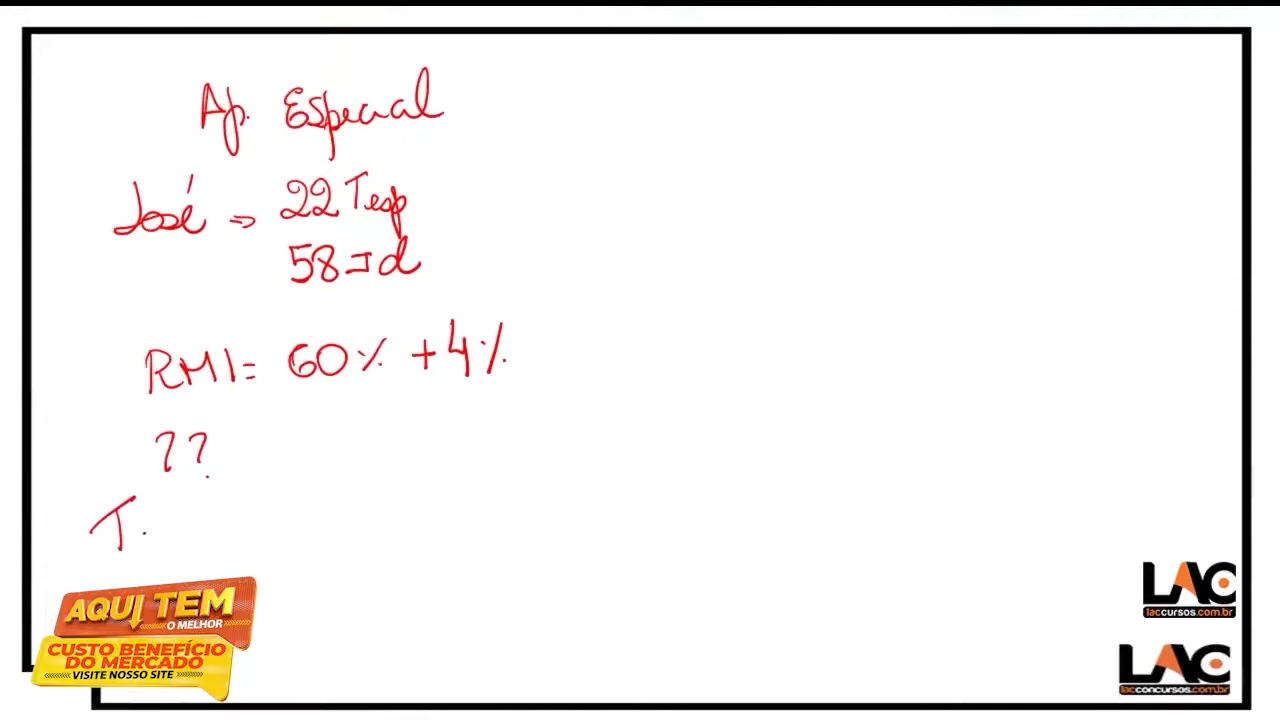 Ap. Especial
José => 22 Tesp
58 Id
RMI = 60% + 4%
??
T
AQUI TEM
O MELHOR
CUSTO BENEFÍCIO
DO MERCADO
VISITE NOSSO SITE
LAC
laccursos.com.br
LAC
lacconcursos.com.br